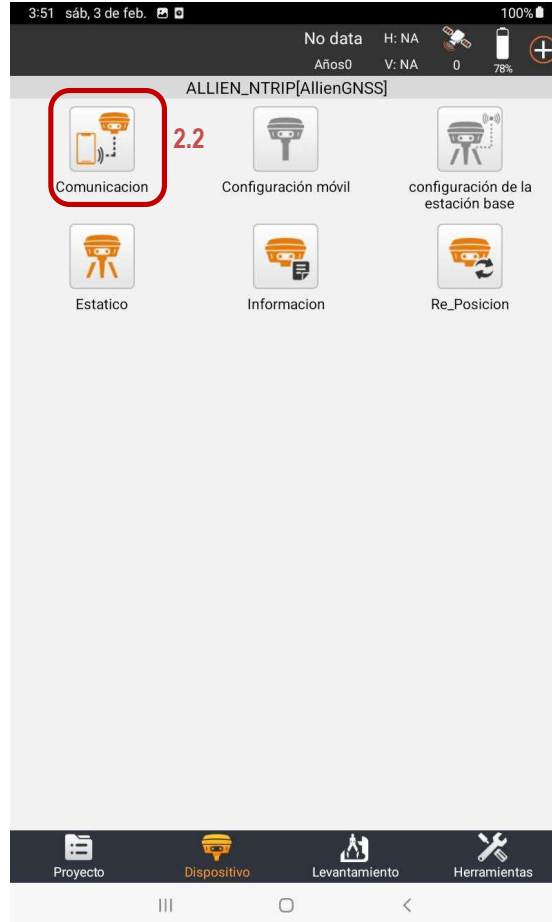 3:51 sáb, 3 de feb. 100%
No data H: NA
Años0 V: NA 0 78%
ALLIEN_NTRIP[AllienGNSS]
2.2
Comunicacion Configuración móvil configuración de la
estación base
Estatico Informacion Re_Posicion
Proyecto Dispositivo Levantamiento Herramientas